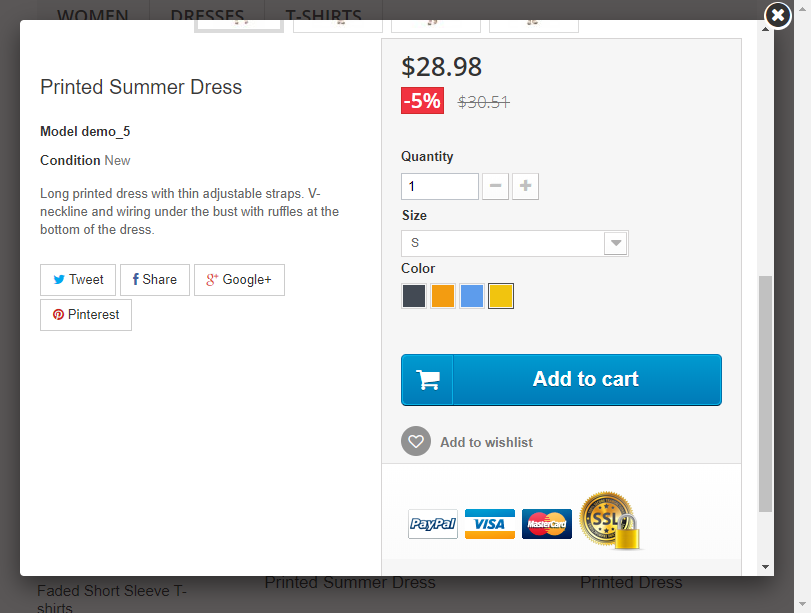 WOMEN DRESSES T-SHIRTS
Printed Summer Dress
Model demo_5
Condition New
Long printed dress with thin adjustable straps. V-
neckline and wiring under the bust with ruffles at the
bottom of the dress.
Tweet
Share
Google+
Pinterest
$28.98
-5% $30.51
Quantity
1
Size
S
Color
Add to cart
Add to wishlist
PayPal VISA MasterCard SSL
Faded Short Sleeve T-
shirts
Printed Summer Dress
Printed Dress